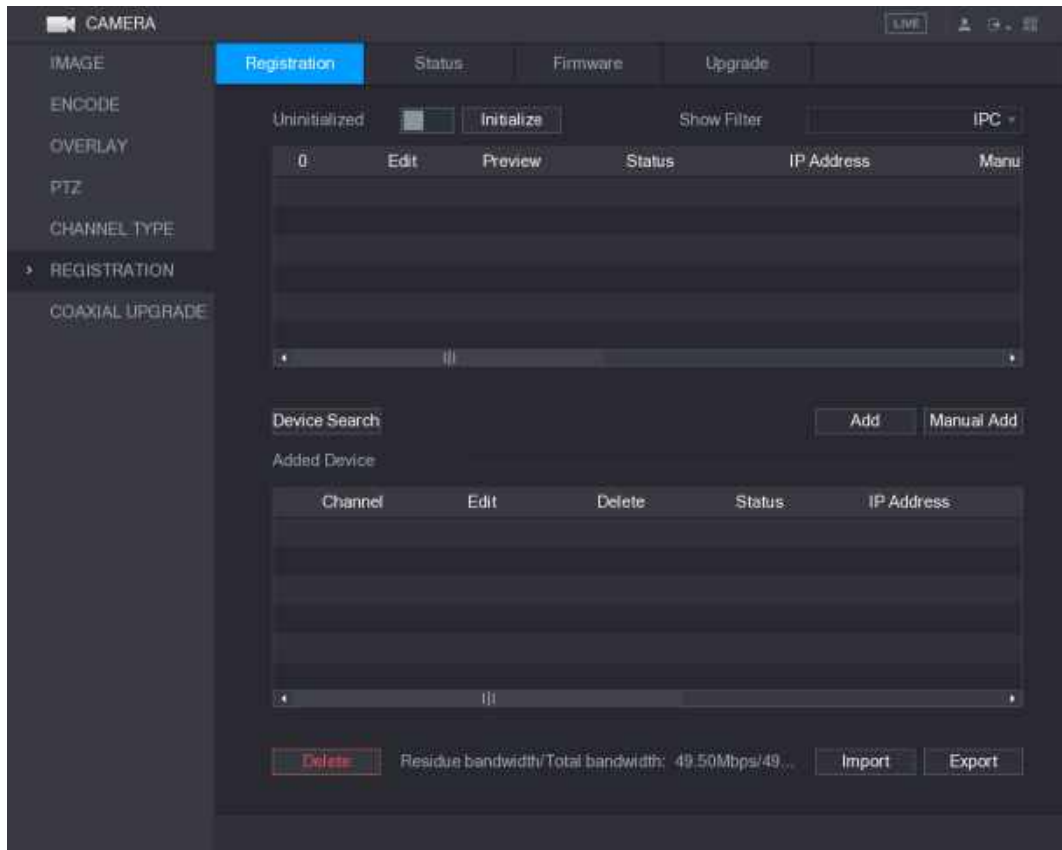 CAMERA LIVE
IMAGE Registration Status Firmware Upgrade
ENCODE
Uninitialized Initialize Show Filter IPC
OVERLAY
0 Edit Preview Status IP Address Manu
PTZ
CHANNEL TYPE
REGISTRATION
COAXIAL UPGRADE
Device Search Add Manual Add
Added Device
Channel Edit Delete Status IP Address
Delete Residue bandwidth/Total bandwidth: 49.50Mbps/49... Import Export